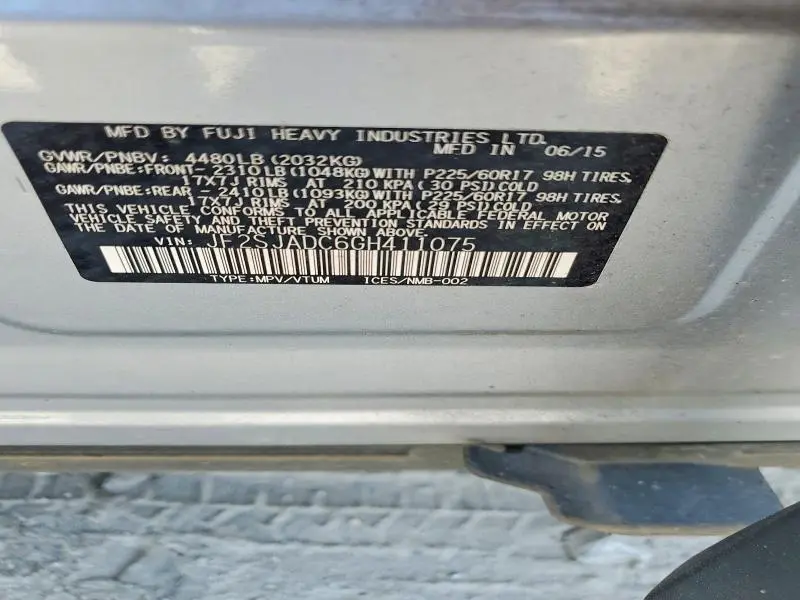 MFD BY FUJI HEAVY INDUSTRIES LTD.
GVWR/PNBV: 4480LB(2032KG) MFD IN 06/15
GAWR/PNBE:FRONT- 2310LB(1048KG)WITH P225/60R17 98H TIRES,
17X7J RIMS AT 210 KPA(30 PSI)COLD
GAWR/PNBE:REAR - 2410LB(1093KG)WITH P225/60R17 98H TIRES,
17X7J RIMS AT 200 KPA(29 PSI)COLD
THIS VEHICLE CONFORMS TO ALL APPLICABLE FEDERAL MOTOR
VEHICLE SAFETY AND THEFT PREVENTION STANDARDS IN EFFECT ON
THE DATE OF MANUFACTURE SHOWN ABOVE.
VIN: JF2SJADC6GH411075
TYPE:MPV/VTUM ICES/NMB-002